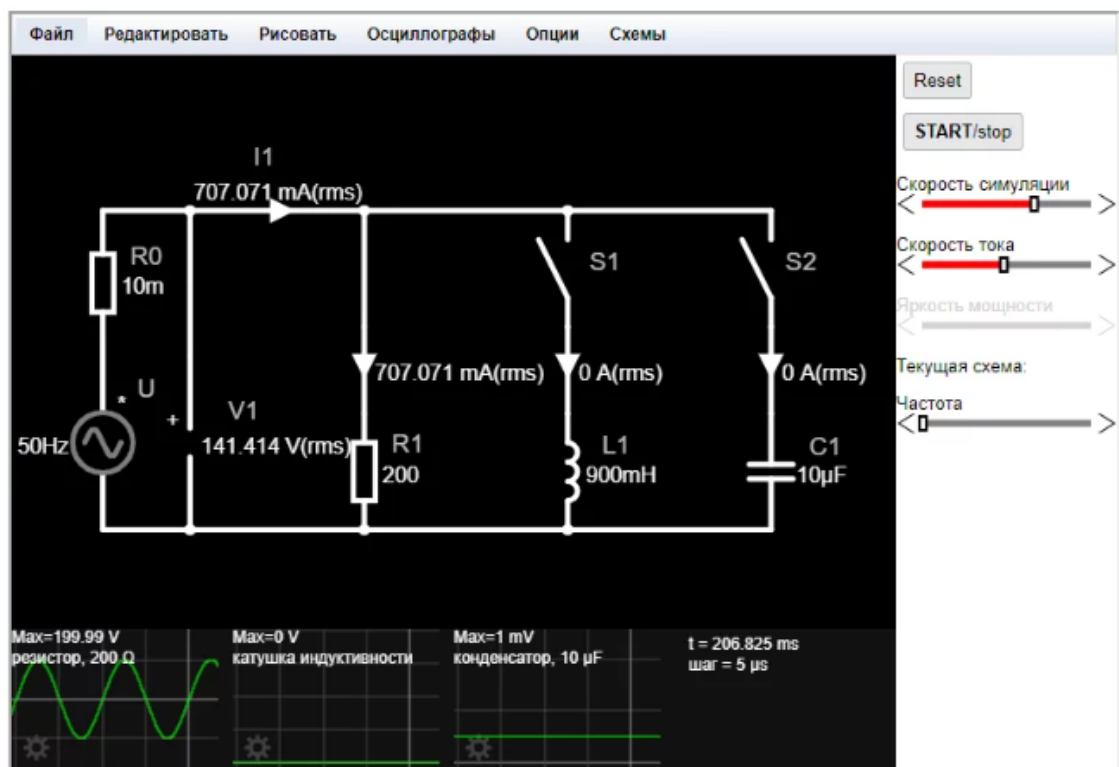 Файл Редактировать Рисовать Осциллографы Опции Схемы
Reset
START/stop
Скорость симуляции
Скорость тока
Яркость мощности
Текущая схема:
Частота
I1
707.071 mA(rms)
R0
10m
S1
S2
* U
+
V1
50Hz
141.414 V(rms)
707.071 mA(rms)
0 A(rms)
0 A(rms)
R1
200
L1
900mH
C1
10µF
Max=199.99 V
резистор, 200 Ω
Max=0 V
катушка индуктивности
Max=1 mV
конденсатор, 10 µF
t = 206.825 ms
шаг = 5 µs